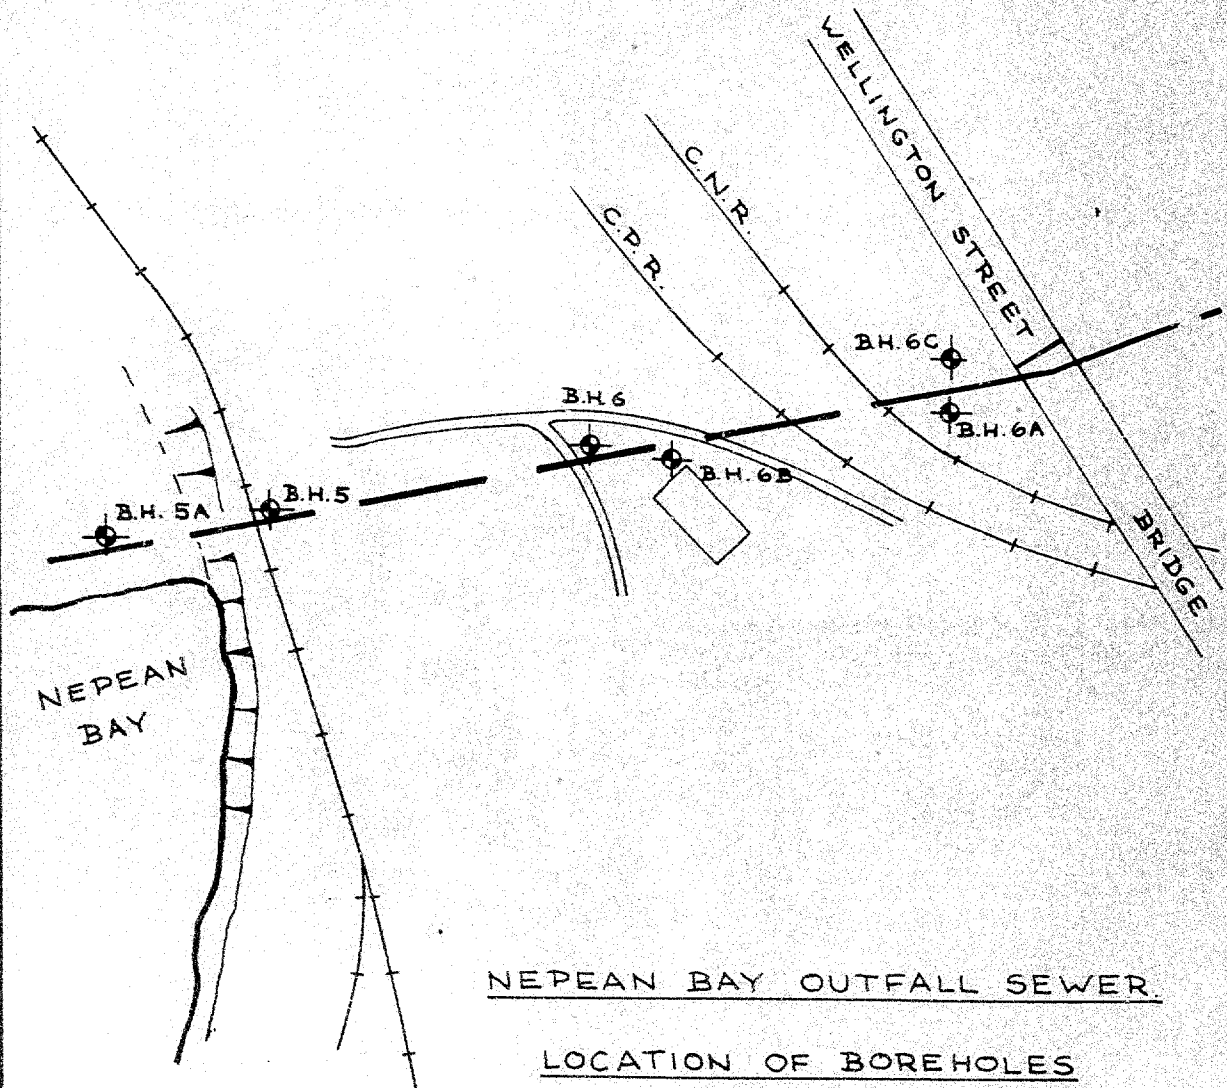 WELLINGTON STREET BRIDGE
C.N.R.
C.P.R.
B.H. 6C
B.H. 6A
B.H. 6
B.H. 6B
B.H. 5
B.H. 5A
NEPEAN
BAY
NEPEAN BAY OUTFALL SEWER.
LOCATION OF BOREHOLES